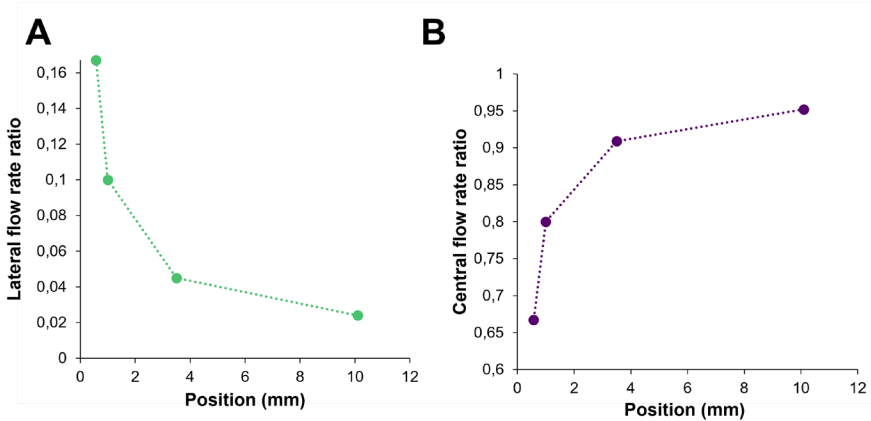 A
Lateral flow rate ratio
0,16
0,14
0,12
0,1
0,08
0,06
0,04
0,02
0
0 2 4 6 8 10 12
Position (mm)
B
Central flow rate ratio
1
0,95
0,9
0,85
0,8
0,75
0,7
0,65
0,6
0 2 4 6 8 10 12
Position (mm)